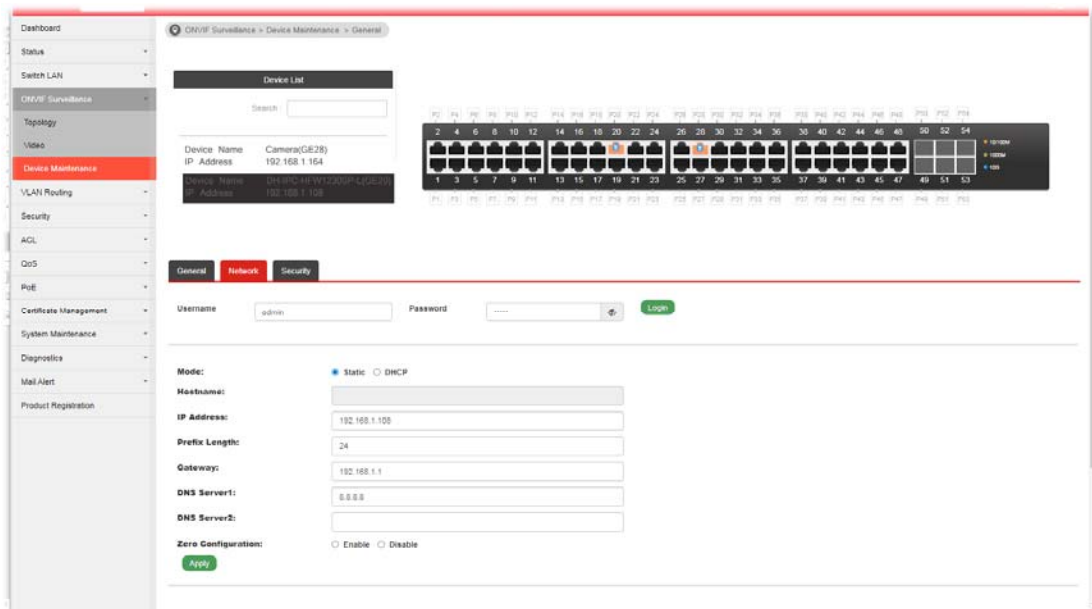 Dashboard
Status
Switch LAN
ONVIF Surveillance
Topology
Video
Device Maintenance
VLAN Routing
Security
ACL
QoS
PoE
Certificate Management
System Maintenance
Diagnostics
Mail Alert
Product Registration
ONVIF Surveillance > Device Maintenance > General
Device List
Search :
Device Name Camera(GE28)
IP Address 192.168.1.164
Device Name
IP Address 192.168.1.108
2 4 6 8 10 12 14 16 18 20 22 24 26 28 30 32 34 36 38 40 42 44 46 48 50 52 54
10/100M
1000M
10G
1 3 5 7 9 11 13 15 17 19 21 23 25 27 29 31 33 35 37 39 41 43 45 47 49 51 53
General Network Security
Username admin Password ----- Login
Mode: Static DHCP
Hostname:
IP Address: 192.168.1.108
Prefix Length: 24
Gateway: 192.168.1.1
DNS Server1: 8.8.8.8
DNS Server2:
Zero Configuration: Enable Disable
Apply